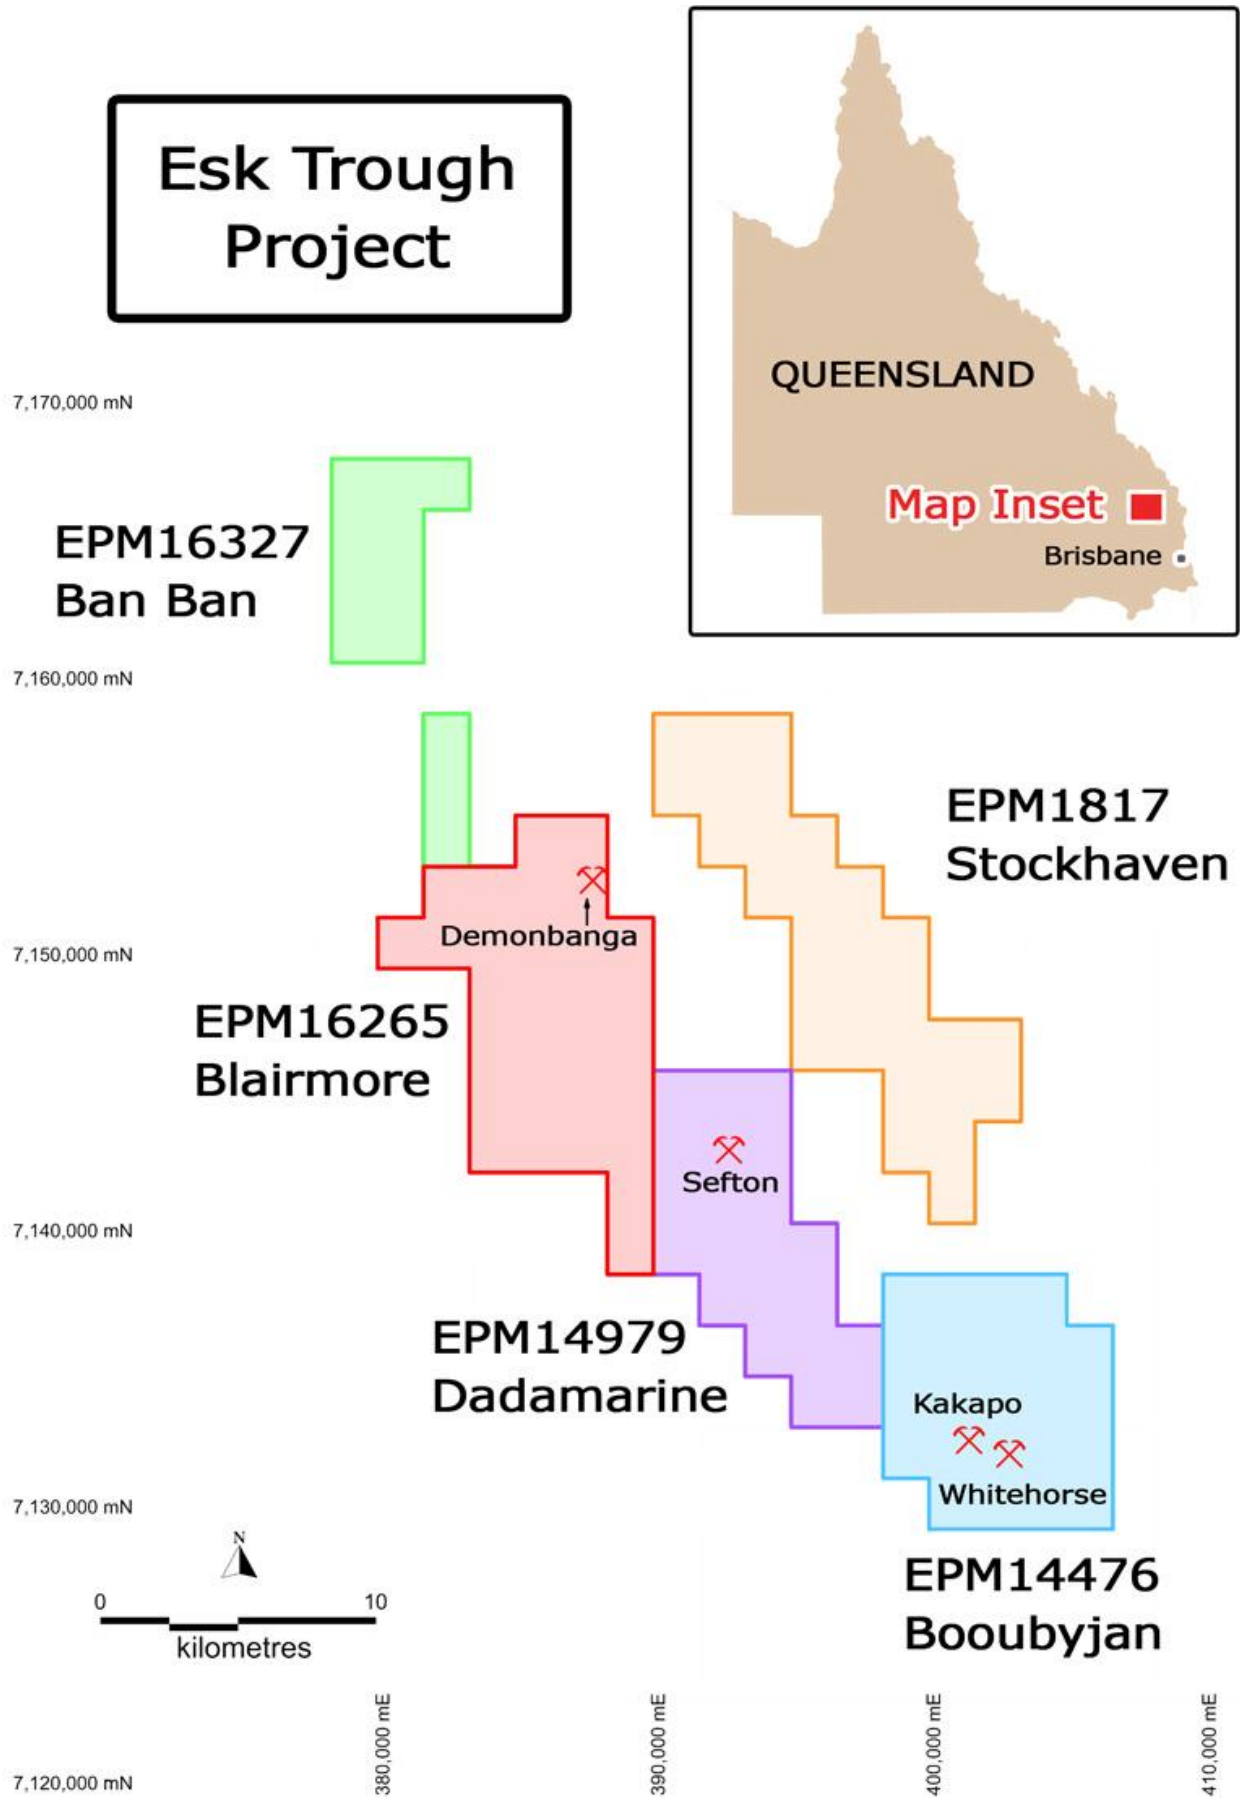 Esk Trough
Project
QUEENSLAND
Map Inset
Brisbane
7,170,000 mN
EPM16327
Ban Ban
7,160,000 mN
EPM1817
Stockhaven
Demonbanga
7,150,000 mN
EPM16265
Blairmore
Sefton
7,140,000 mN
EPM14979
Dadamarine
Kakapo
Whitehorse
7,130,000 mN
N
EPM14476
Booubyjan
0 10
kilometres
380,000 mE
390,000 mE
400,000 mE
410,000 mE
7,120,000 mN